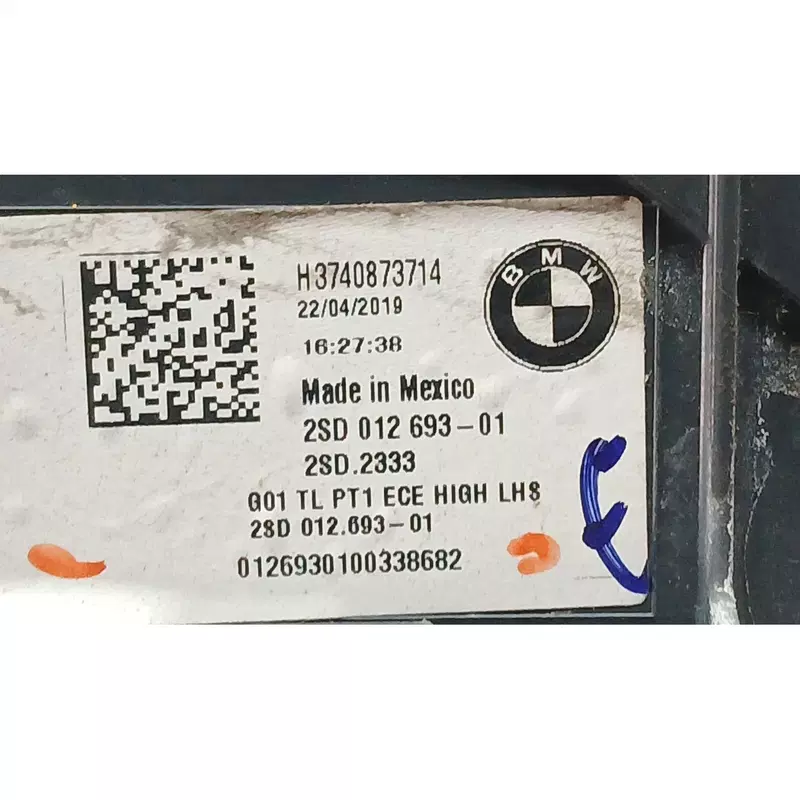 H3740873714
22/04/2019
BMW
16:27:38
Made in Mexico
2SD 012 693-01
2SD.2333
G01 TL PT1 ECE HIGH LHS
2SD 012.693-01
0126930100338682